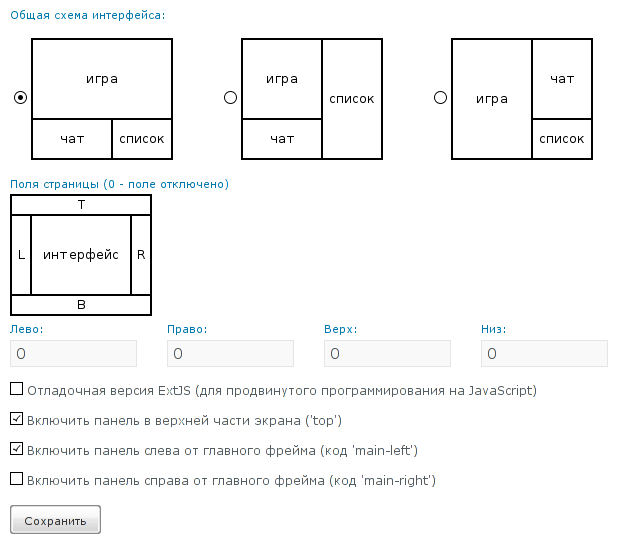 Общая схема интерфейса:
игра
чат список
игра
список
чат
игра
чат
список
Поля страницы (0 - поле отключено)
T
L интерфейс R
B
Лево: Право: Верх: Низ:
0 0 0 0
Отладочная версия ExtJS (для продвинутого программирования на JavaScript)
Включить панель в верхней части экрана ('top')
Включить панель слева от главного фрейма (код 'main-left')
Включить панель справа от главного фрейма (код 'main-right')
Сохранить